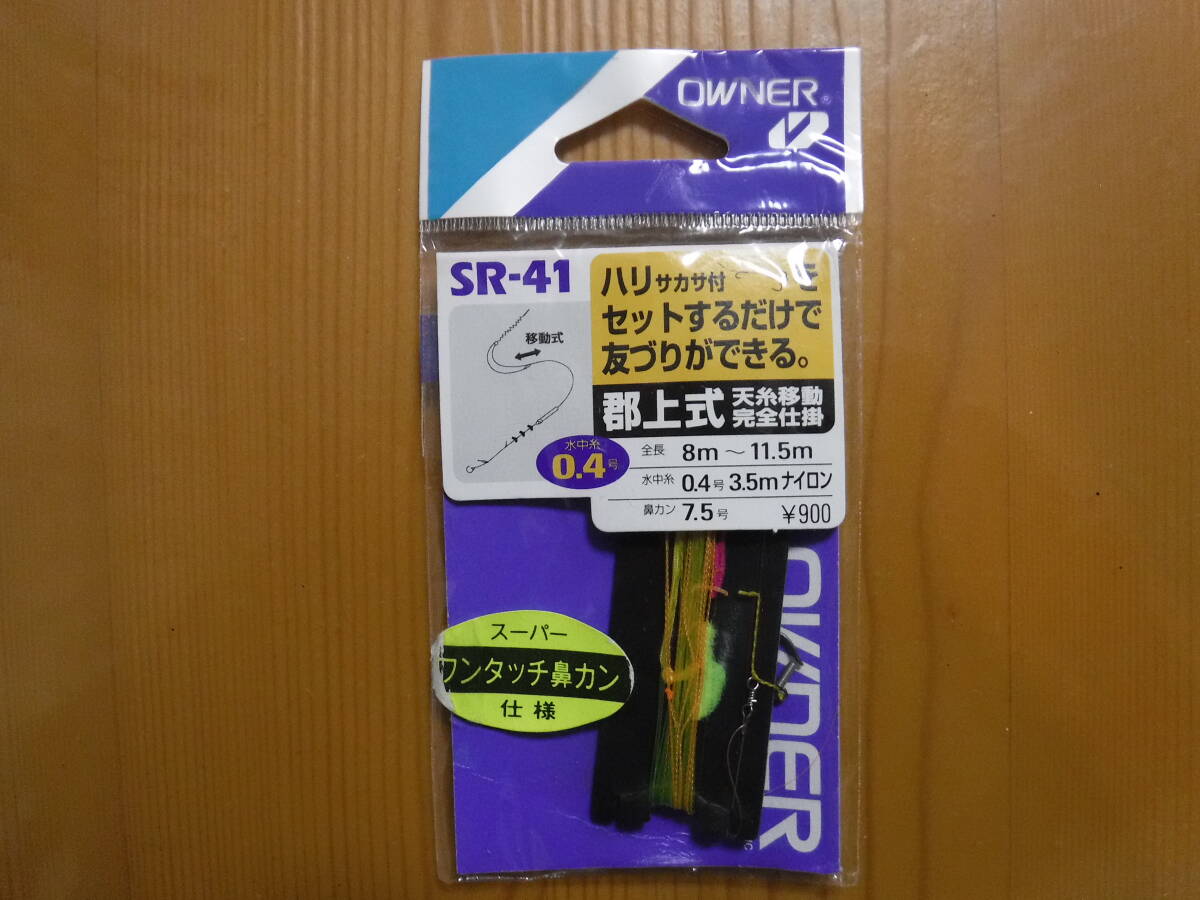 OWNER®
SR-41
移動式
水中糸
0.4号
ハリサカサ付を
セットするだけで
友づりができる。
郡上式
天糸移動
完全仕掛
全長 8m～11.5m
水中糸 0.4号 3.5mナイロン
鼻カン 7.5号 ¥900
スーパー
ワンタッチ鼻カン
仕様
OWNER